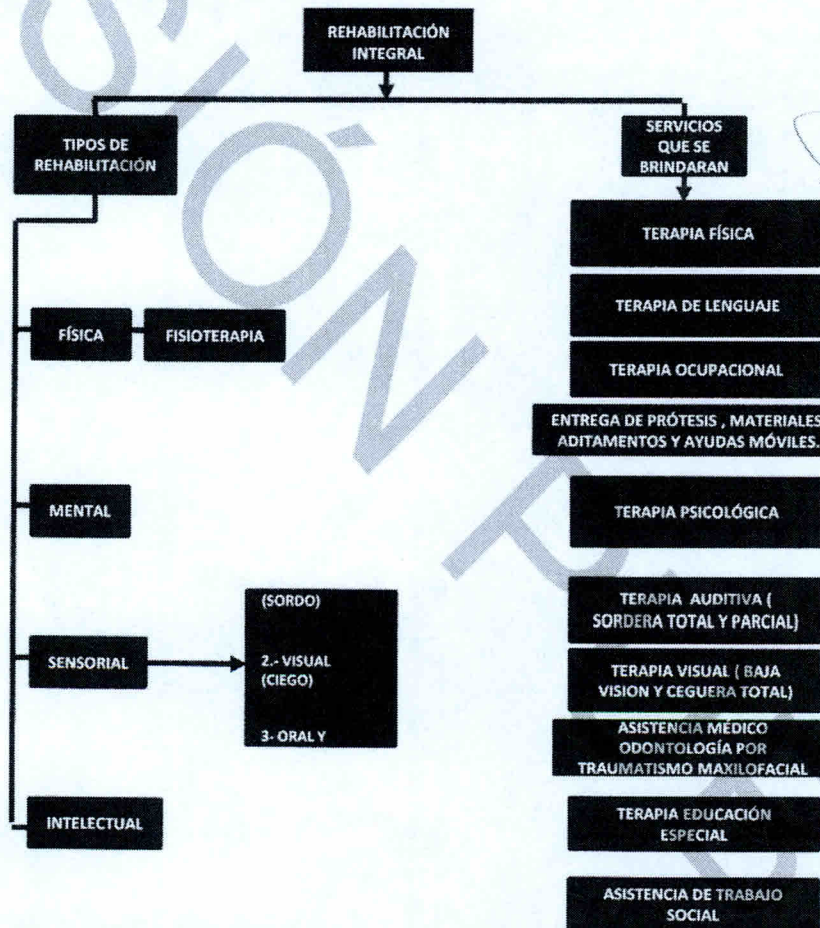 REHABILITACIÓN
INTEGRAL
TIPOS DE
REHABILITACIÓN
FÍSICA
FISIOTERAPIA
MENTAL
SENSORIAL
(SORDO)
2.- VISUAL
(CIEGO)
3- ORAL Y
INTELECTUAL
SERVICIOS
QUE SE
BRINDARAN
TERAPIA FÍSICA
TERAPIA DE LENGUAJE
TERAPIA OCUPACIONAL
ENTREGA DE PRÓTESIS , MATERIALES
ADITAMENTOS Y AYUDAS MÓVILES.
TERAPIA PSICOLÓGICA
TERAPIA AUDITIVA (
SORDERA TOTAL Y PARCIAL)
TERAPIA VISUAL ( BAJA
VISION Y CEGUERA TOTAL)
ASISTENCIA MÉDICO
ODONTOLOGÍA POR
TRAUMATISMO MAXILOFACIAL
TERAPIA EDUCACIÓN
ESPECIAL
ASISTENCIA DE TRABAJO
SOCIAL